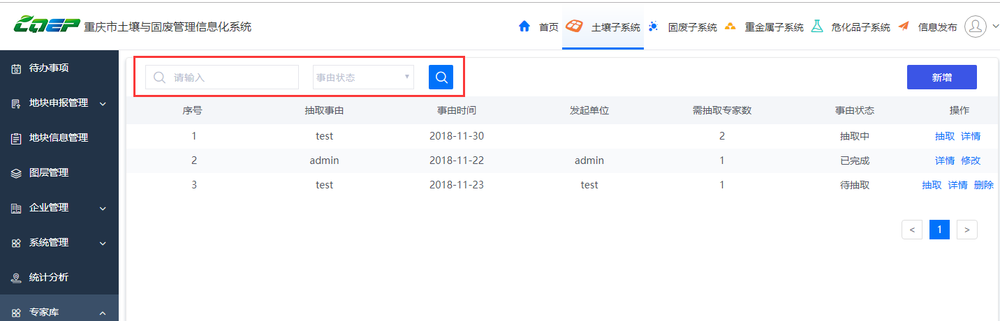 CQEP 重庆市土壤与固废管理信息化系统 首页 土壤子系统 固废子系统 重金属子系统 危化品子系统 信息发布
待办事项
地块申报管理
地块信息管理
图层管理
企业管理
系统管理
统计分析
专家库
请输入 事由状态 新增
序号 抽取事由 事由时间 发起单位 需抽取专家数 事由状态 操作
1 test 2018-11-30 2 抽取中 抽取 详情
2 admin 2018-11-22 admin 1 已完成 详情 修改
3 test 2018-11-23 test 1 待抽取 抽取 详情 删除
< 1 >